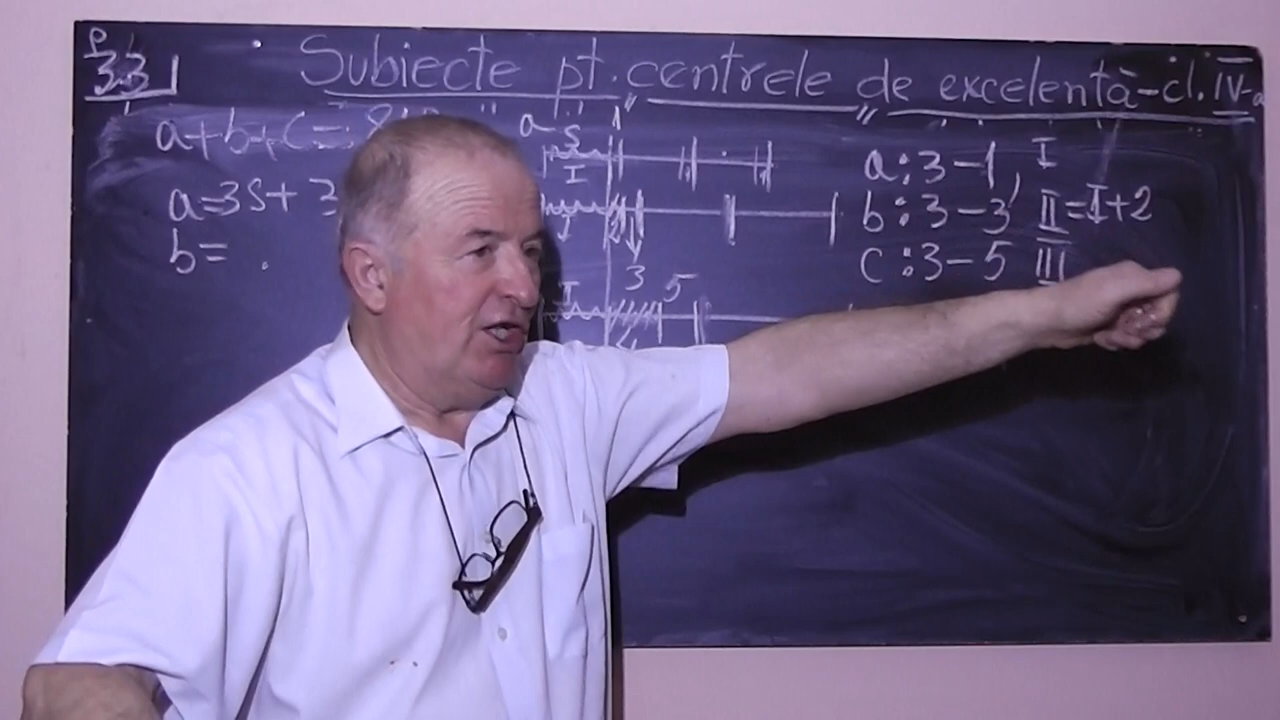 P
331
Subiecte pt. "centrele de excelență" - cl. IV-a
a+b+c=
a=3S+3
b= .
a
S
I
I
3
5
I
a:3-1, I
b:3-3 II=I+2
c:3-5 III